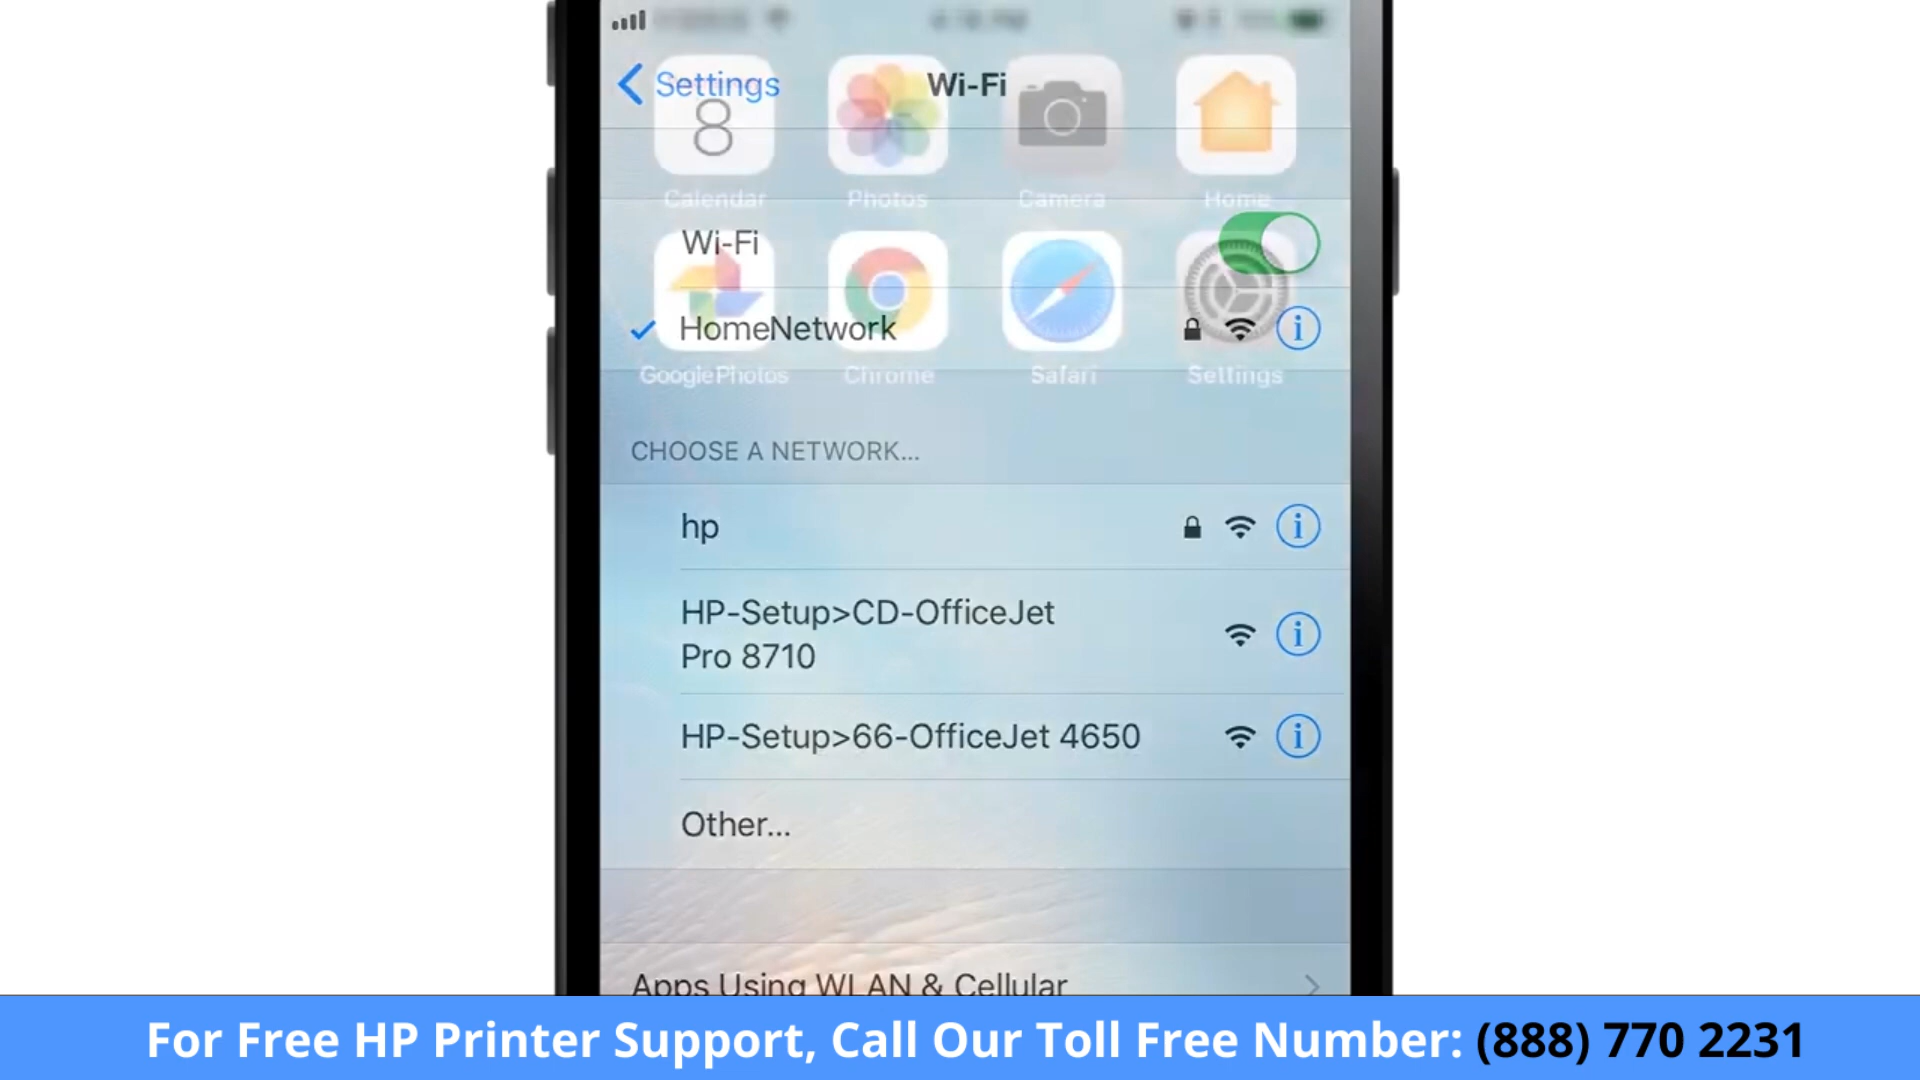 Settings
Wi-Fi
8
Calendar
Photos
Camera
Home
Wi-Fi
HomeNetwork
GooglePhotos
Chrome
Safari
Settings
CHOOSE A NETWORK...
hp
HP-Setup>CD-OfficeJet
Pro 8710
HP-Setup>66-OfficeJet 4650
Other...
Apps Using WLAN & Cellular
For Free HP Printer Support, Call Our Toll Free Number: (888) 770 2231